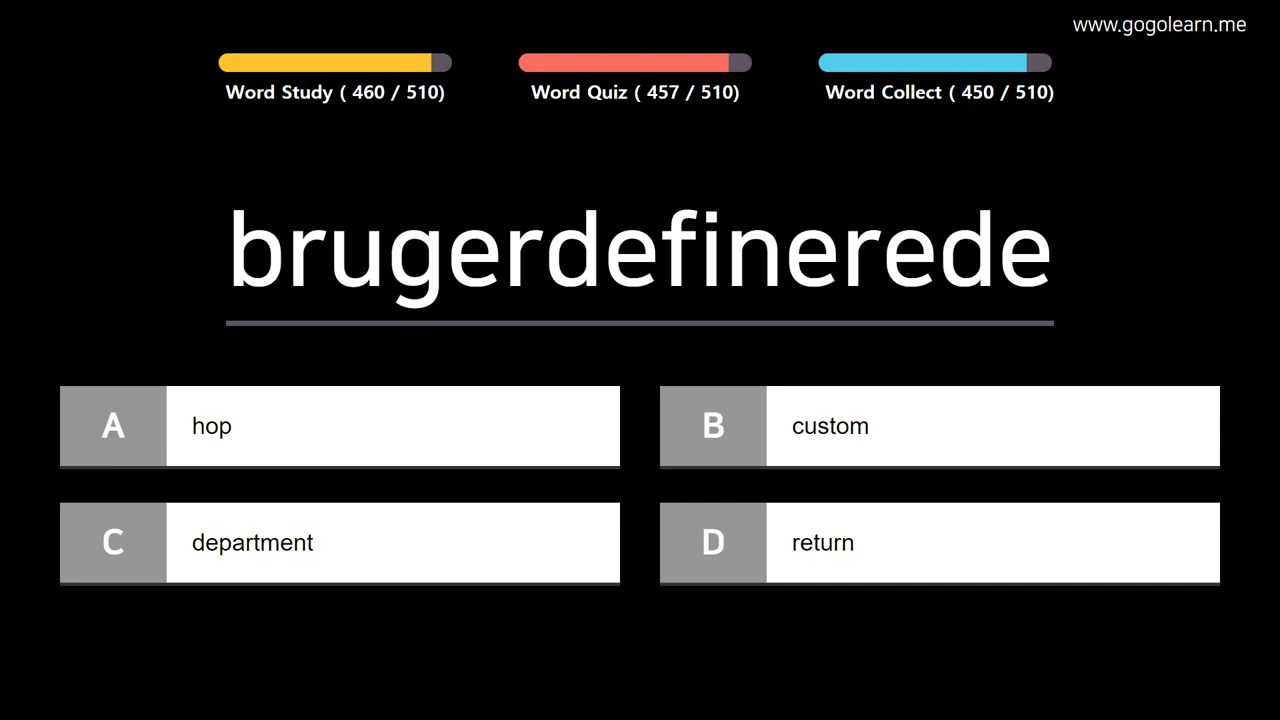 www.gogolearn.me
Word Study ( 460 / 510)
Word Quiz ( 457 / 510)
Word Collect ( 450 / 510)
brugerdefinerede
A hop
B custom
C department
D return